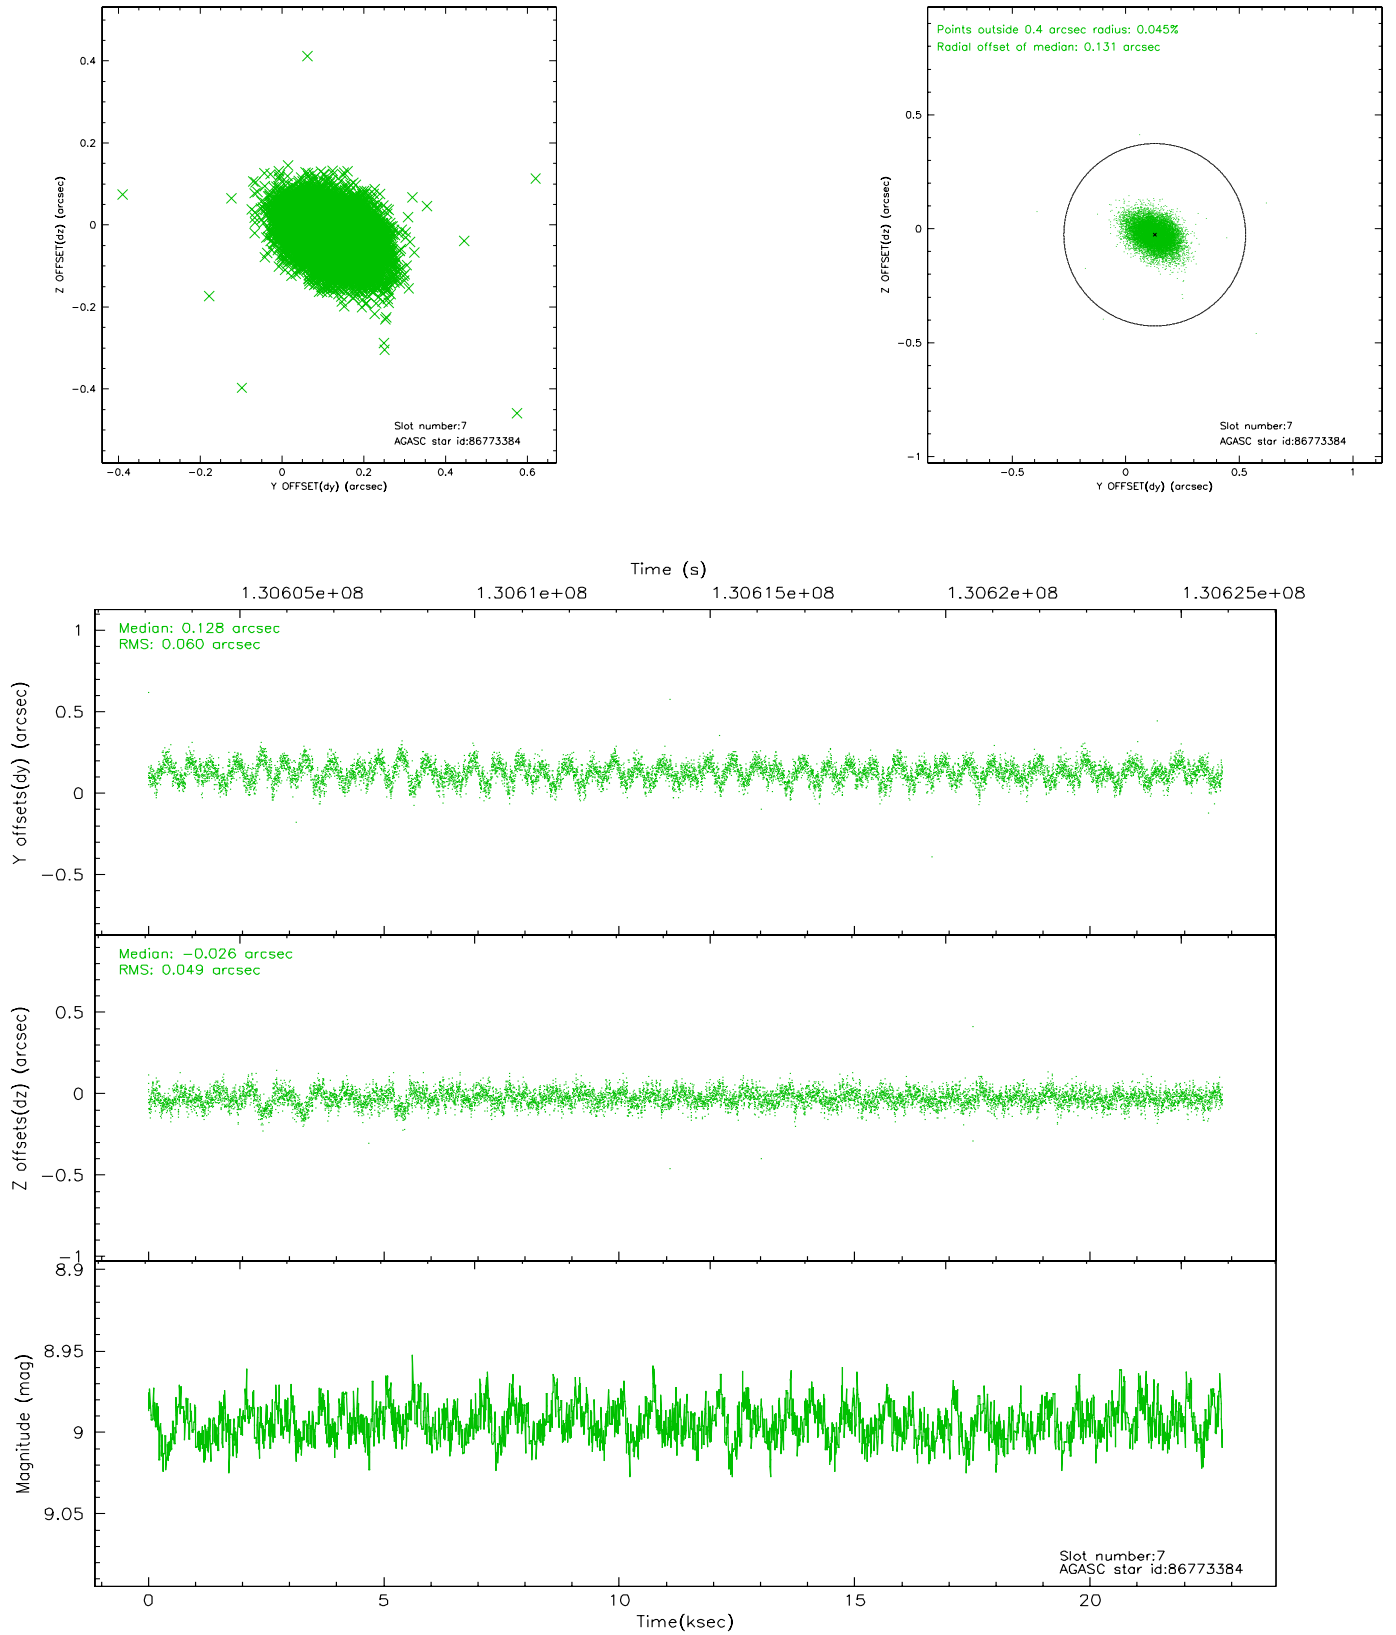 0.4
0.2
0
−0.2
−0.4
Z OFFSET(dz) (arcsec)
Slot number:7
AGASC star id:86773384
−0.4 −0.2 0 0.2 0.4 0.6
Y OFFSET(dy) (arcsec)
Points outside 0.4 arcsec radius: 0.045%
Radial offset of median: 0.131 arcsec
0.5
0
−0.5
−1
Z OFFSET(dz) (arcsec)
Slot number:7
AGASC star id:86773384
−0.5 0 0.5 1
Y OFFSET(dy) (arcsec)
Time (s)
1.30605e+08 1.3061e+08 1.30615e+08 1.3062e+08 1.30625e+08
Median: 0.128 arcsec
RMS: 0.060 arcsec
1
0.5
0
−0.5
Y offsets(dy) (arcsec)
Median: −0.026 arcsec
RMS: 0.049 arcsec
0.5
0
−0.5
−1
Z offsets(dz) (arcsec)
8.9
8.95
9
9.05
Magnitude (mag)
Slot number:7
AGASC star id:86773384
0 5 10 15 20
Time(ksec)